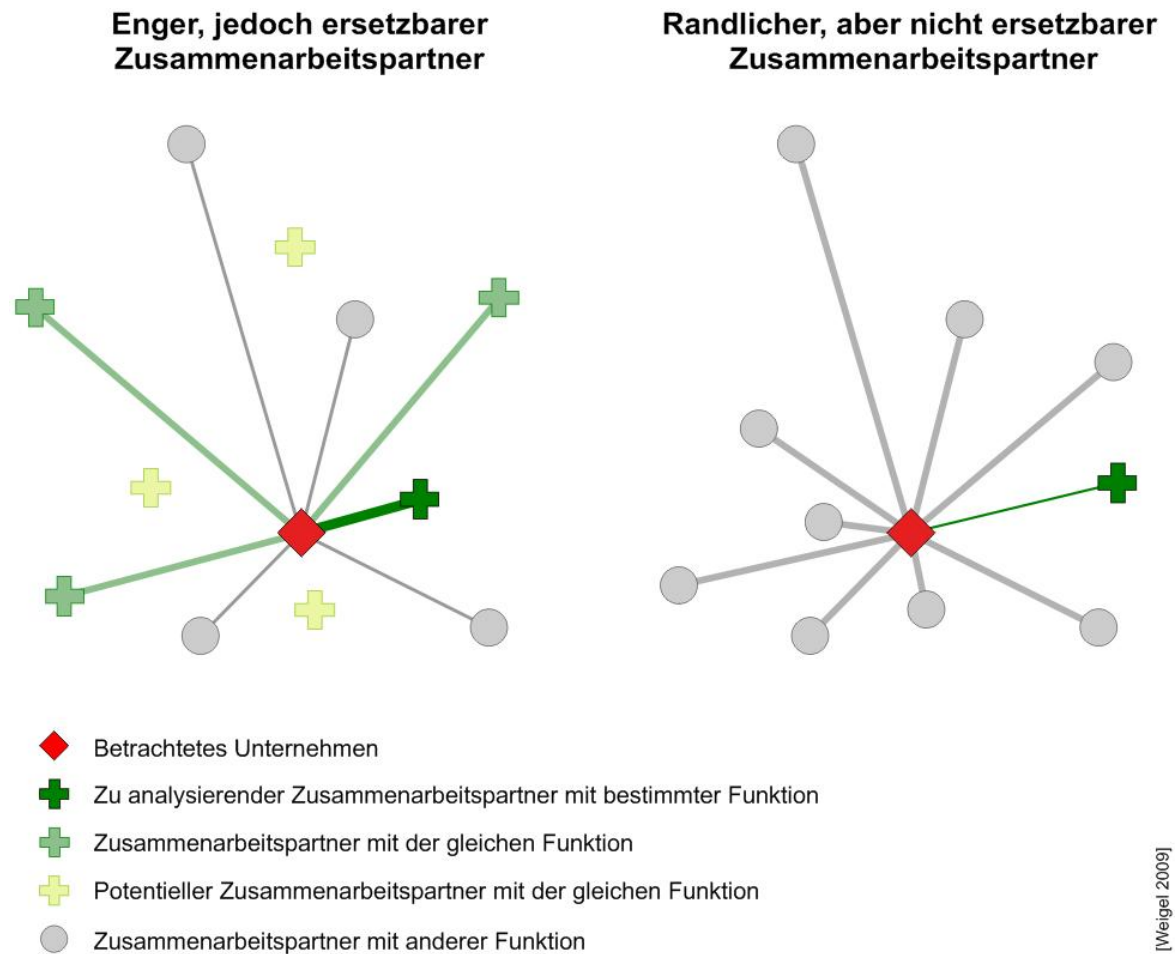 Enger, jedoch ersetzbarer
Zusammenarbeitspartner
Randlicher, aber nicht ersetzbarer
Zusammenarbeitspartner
Betrachtetes Unternehmen
Zu analysierender Zusammenarbeitspartner mit bestimmter Funktion
Zusammenarbeitspartner mit der gleichen Funktion
Potentieller Zusammenarbeitspartner mit der gleichen Funktion
Zusammenarbeitspartner mit anderer Funktion
[Weigel 2009]